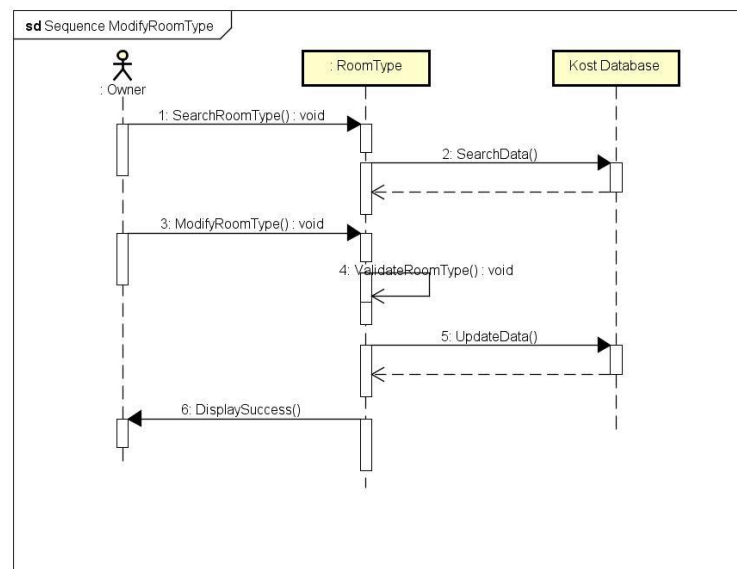 sd Sequence ModifyRoomType
: Owner
: RoomType
Kost Database
1: SearchRoomType() : void
2: SearchData()
3: ModifyRoomType() : void
4: ValidateRoomType() : void
5: UpdateData()
6: DisplaySuccess()